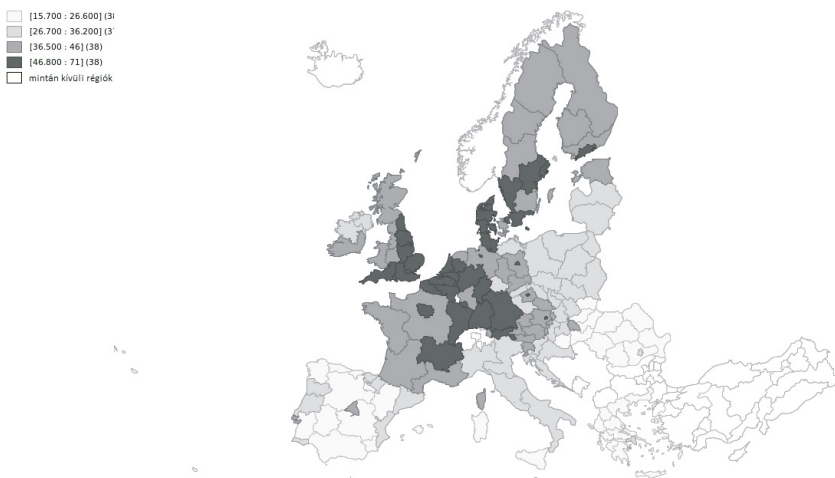 [15.700 : 26.600] (38
[26.700 : 36.200] (3
[36.500 : 46] (38)
[46.800 : 71] (38)
mintán kívüli régiók